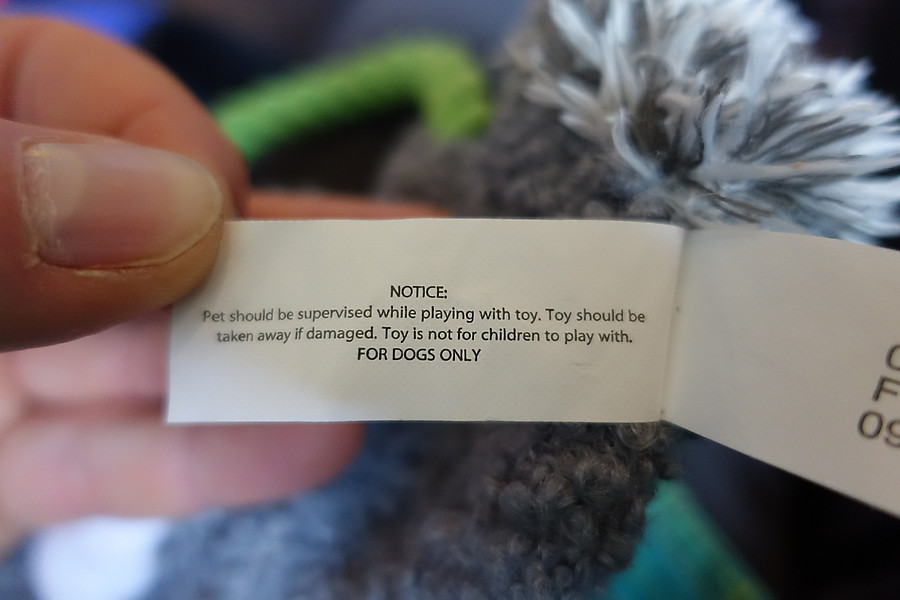 NOTICE:
Pet should be supervised while playing with toy. Toy should be
taken away if damaged. Toy is not for children to play with.
FOR DOGS ONLY
09